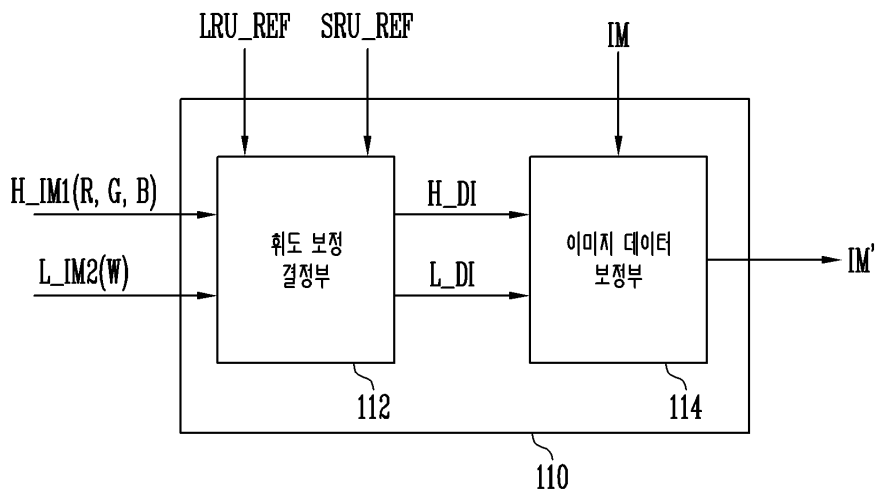 LRU_REF
SRU_REF
IM
H_IM1(R, G, B)
L_IM2(W)
휘도 보정
결정부
H_DI
L_DI
이미지 데이터
보정부
IM'
112
114
110